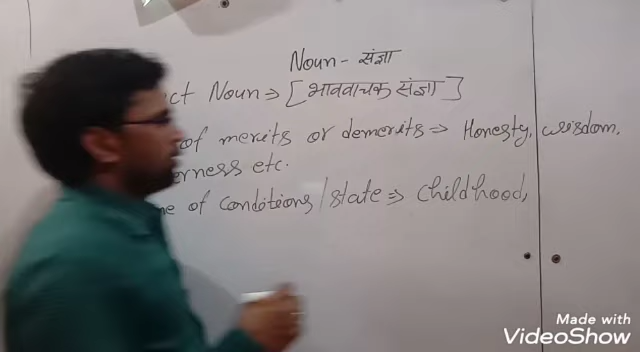 Noun - संज्ञा
ct Noun ⇒ [भाववाचक संज्ञा]
of merits or demerits ⇒ Honesty, wisdom,
erness etc.
me of conditions/state ⇒ childhood,
Made with
VideoShow